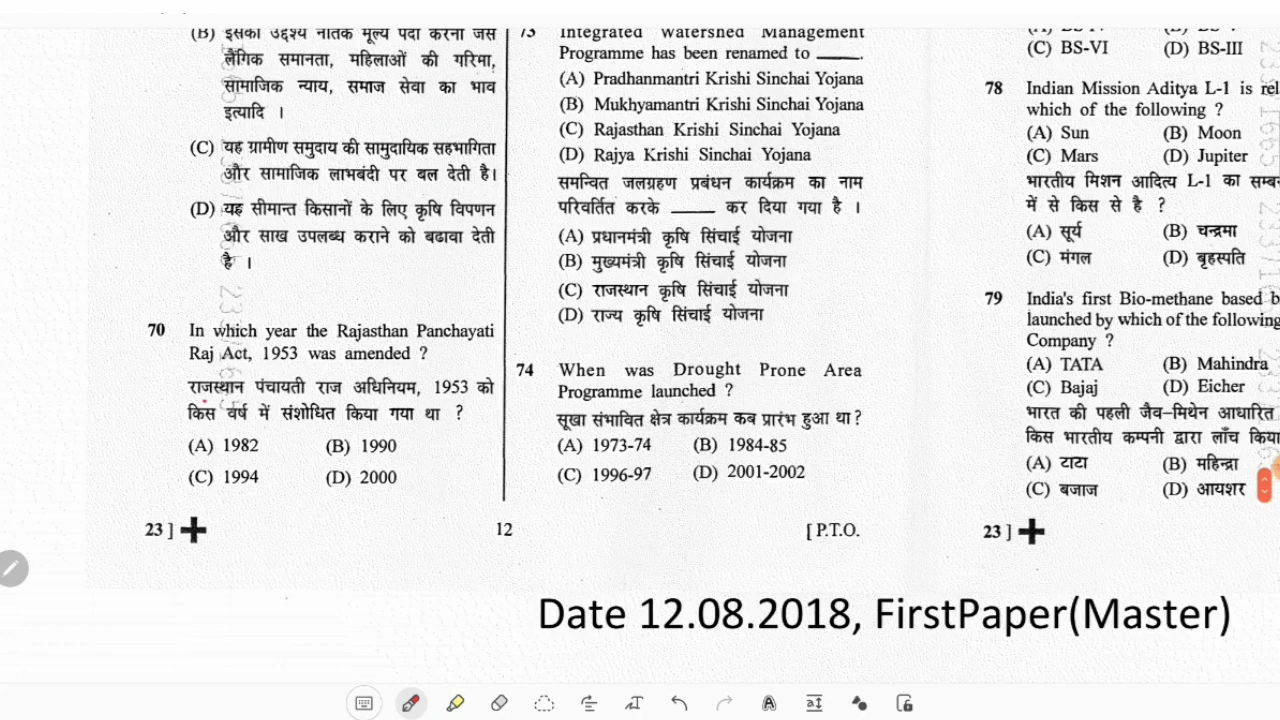 (B) इसका उद्देश्य नैतिक मूल्य पैदा करना जैसे
लैंगिक समानता, महिलाओं की गरिमा,
सामाजिक न्याय, समाज सेवा का भाव
इत्यादि ।
(C) यह ग्रामीण समुदाय की सामुदायिक सहभागिता
और सामाजिक लाभबंदी पर बल देती है।
(D) यह सीमान्त किसानों के लिए कृषि विपणन
और साख उपलब्ध कराने को बढावा देती
है ।
70 In which year the Rajasthan Panchayati
Raj Act, 1953 was amended ?
राजस्थान पंचायती राज अधिनियम, 1953 को
किस वर्ष में संशोधित किया गया था ?
(A) 1982 (B) 1990
(C) 1994 (D) 2000
23 ]
73 Integrated Watershed Management
Programme has been renamed to ____.
(A) Pradhanmantri Krishi Sinchai Yojana
(B) Mukhyamantri Krishi Sinchai Yojana
(C) Rajasthan Krishi Sinchai Yojana
(D) Rajya Krishi Sinchai Yojana
समन्वित जलग्रहण प्रबंधन कार्यक्रम का नाम
परिवर्तित करके ____ कर दिया गया है ।
(A) प्रधानमंत्री कृषि सिंचाई योजना
(B) मुख्यमंत्री कृषि सिंचाई योजना
(C) राजस्थान कृषि सिंचाई योजना
(D) राज्य कृषि सिंचाई योजना
74 When was Drought Prone Area
Programme launched ?
सूखा संभावित क्षेत्र कार्यक्रम कब प्रारंभ हुआ था ?
(A) 1973-74 (B) 1984-85
(C) 1996-97 (D) 2001-2002
12 [ P.T.O.
(C) BS-VI (D) BS-III
78 Indian Mission Aditya L-1 is
which of the following ?
(A) Sun (B) Moon
(C) Mars (D) Jupiter
भारतीय मिशन आदित्य L-1 का
में से किस से है ?
(A) सूर्य (B) चन्द्रमा
(C) मंगल (D) बृहस्पति
79 India's first Bio-methane based
launched by which of the following
Company ?
(A) TATA (B) Mahindra
(C) Bajaj (D) Eicher
भारत की पहली जैव-मिथेन आधारित
किस भारतीय कम्पनी द्वारा लाँच किया
(A) टाटा (B) महिन्द्रा
(C) बजाज (D) आयशर
23 ]
Date 12.08.2018, FirstPaper(Master)